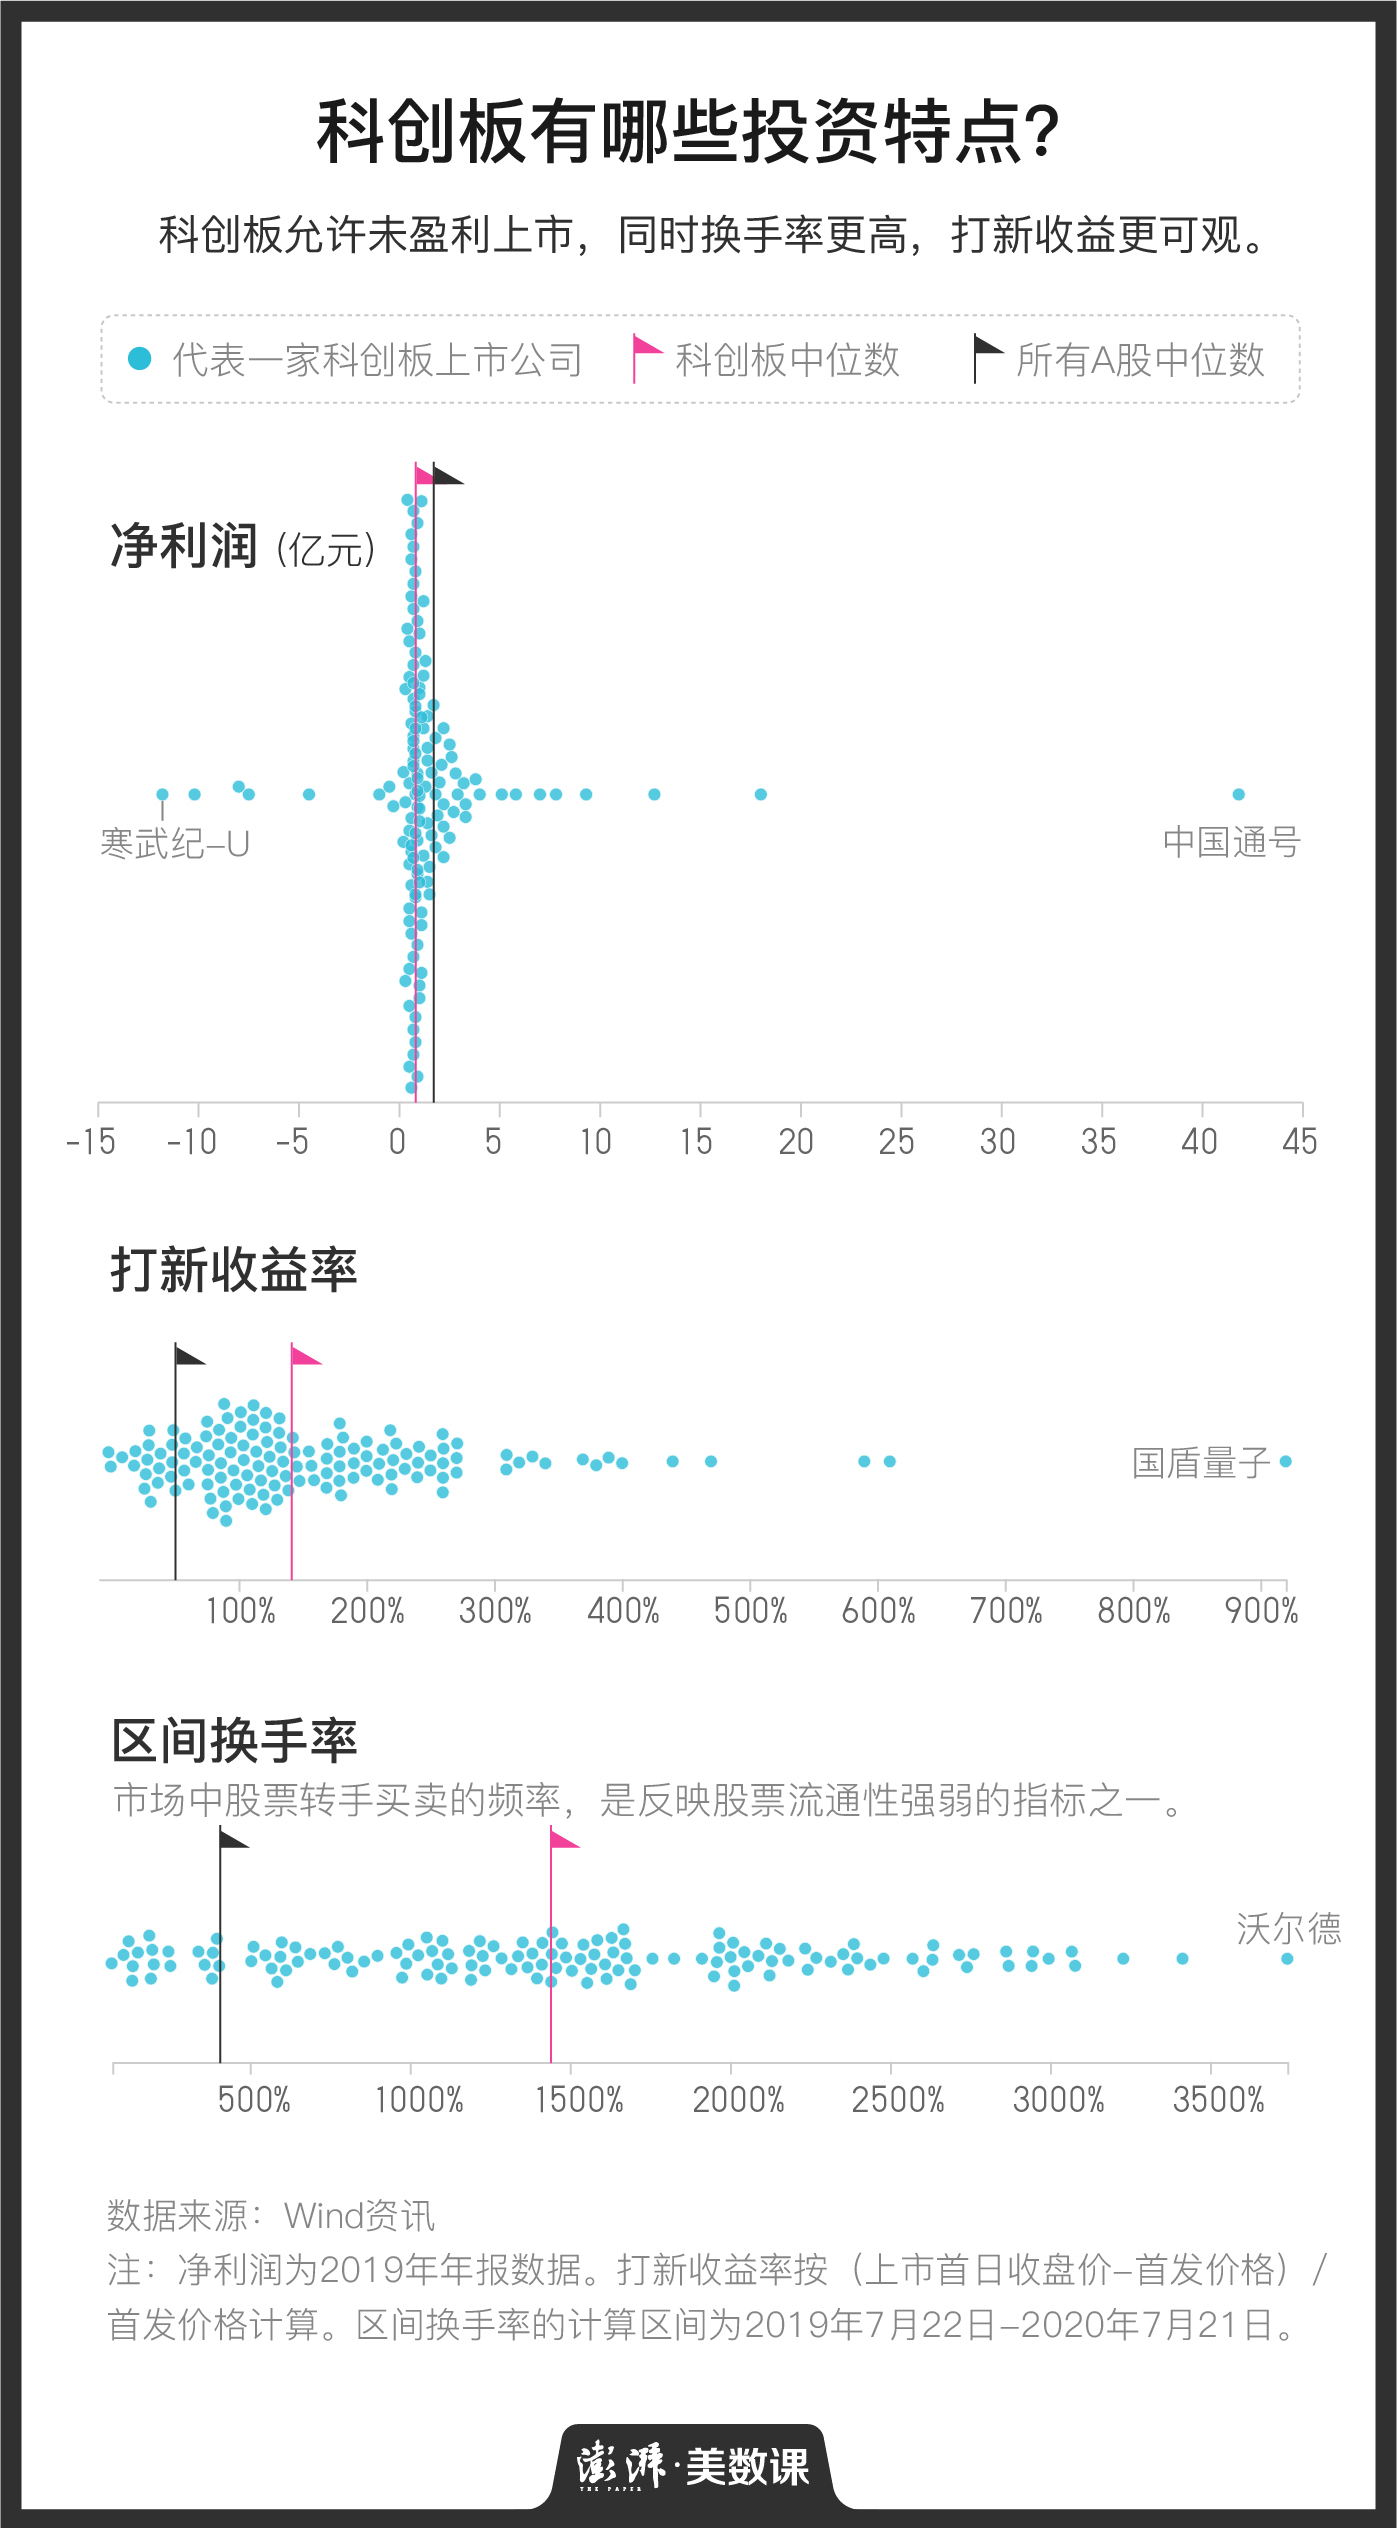 科创板有哪些投资特点?
科创板允许未盈利上市，同时换手率更高，打新收益更可观。
代表一家科创板上市公司 科创板中位数 所有A股中位数
净利润 (亿元)
寒武纪-U 中国通号
-15 -10 -5 0 5 10 15 20 25 30 35 40 45
打新收益率
国盾量子
100% 200% 300% 400% 500% 600% 700% 800% 900%
区间换手率
市场中股票转手买卖的频率，是反映股票流通性强弱的指标之一。
沃尔德
500% 1000% 1500% 2000% 2500% 3000% 3500%
数据来源：Wind资讯
注：净利润为2019年年报数据。打新收益率按（上市首日收盘价-首发价格）/
首发价格计算。区间换手率的计算区间为2019年7月22日-2020年7月21日。
澎湃·美数课
THE PAPER